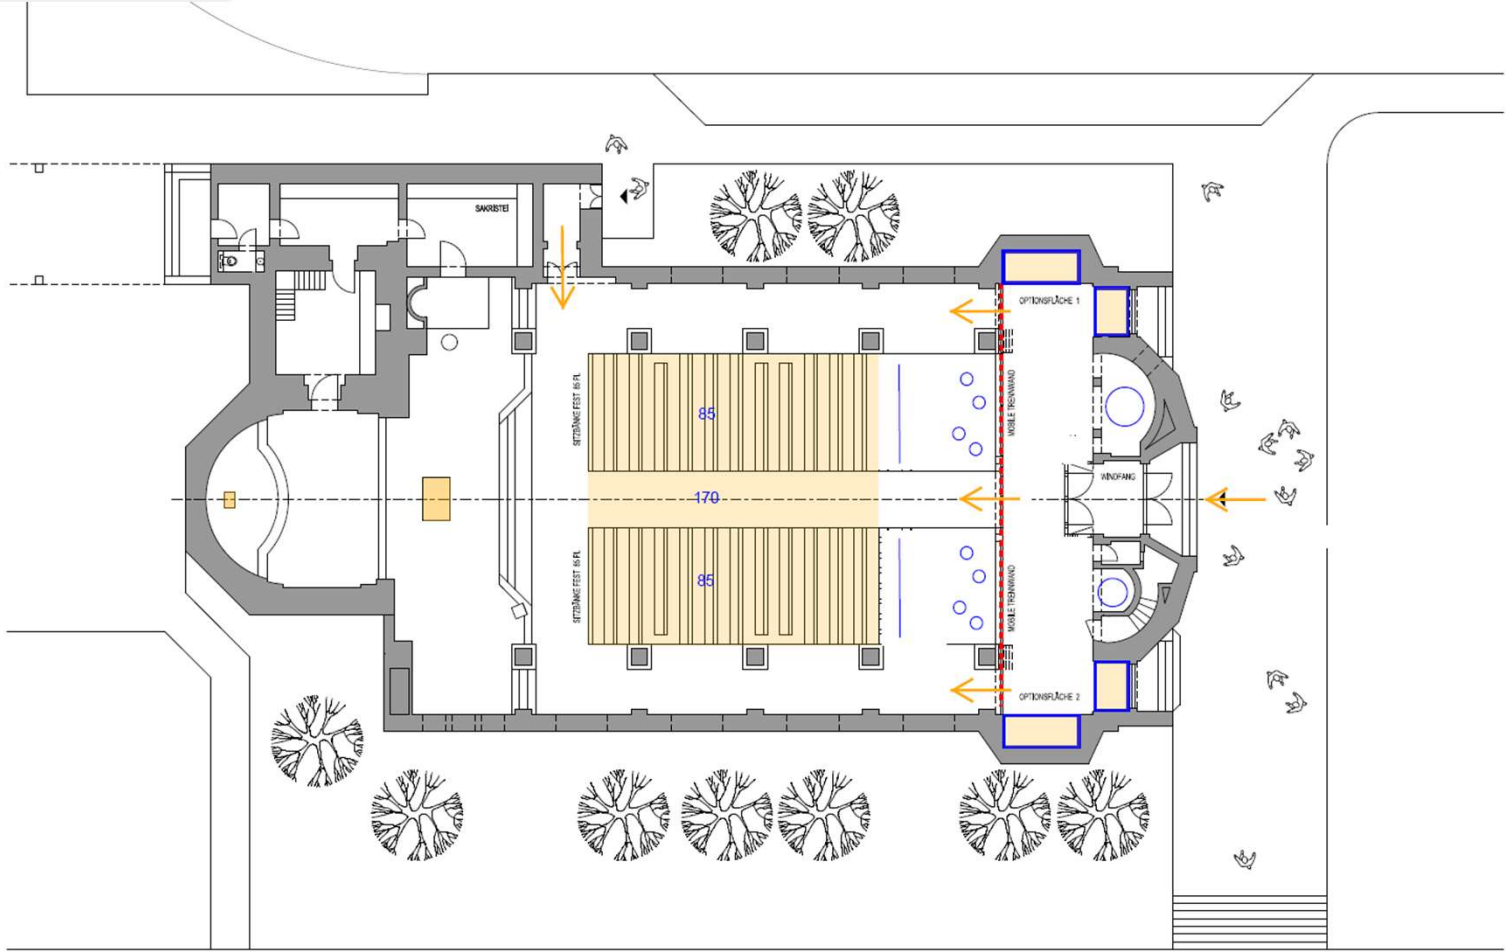 SAKRISTEI
OPTIONSFLÄCHE 1
SITZBÄNKE FEST 85 PL
85
MOBILE TRENNWAND
WINDFANG
170
SITZBÄNKE FEST 85 PL
85
MOBILE TRENNWAND
OPTIONSFLÄCHE 2